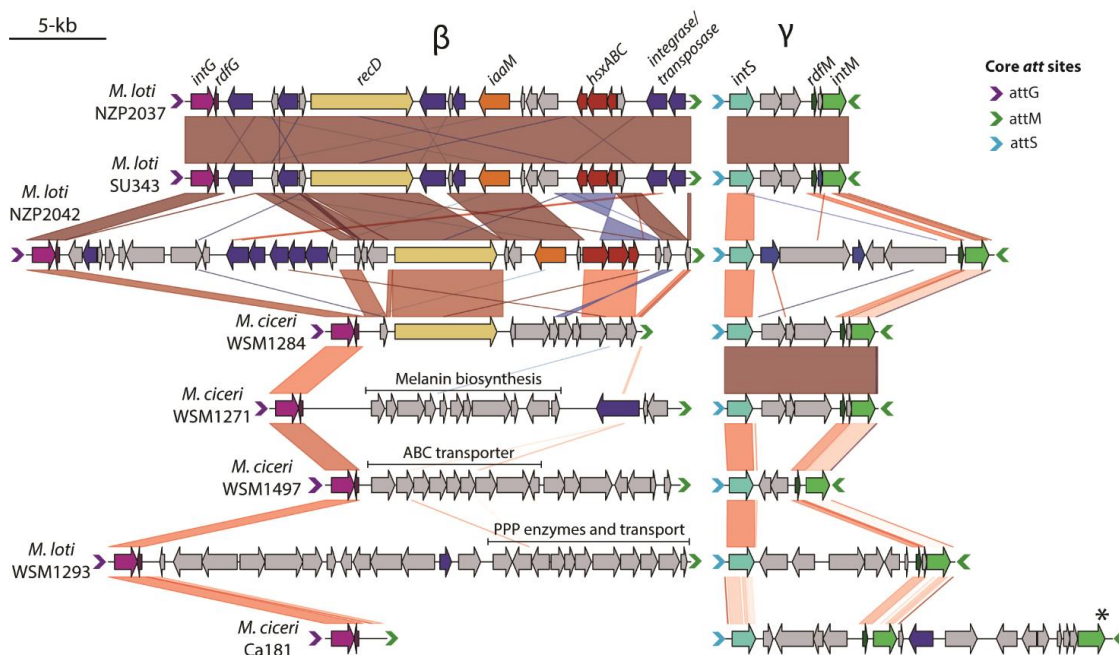 5-kb
β
γ
intG
rdfG
recD
iaaM
hsxABC
integrase/
transposase
intS
rdfM
intM
Core att sites
attG
attM
attS
M. loti
NZP2037
M. loti
SU343
M. loti
NZP2042
M. ciceri
WSM1284
Melanin biosynthesis
M. ciceri
WSM1271
ABC transporter
M. ciceri
WSM1497
PPP enzymes and transport
M. loti
WSM1293
M. ciceri
Ca181
*